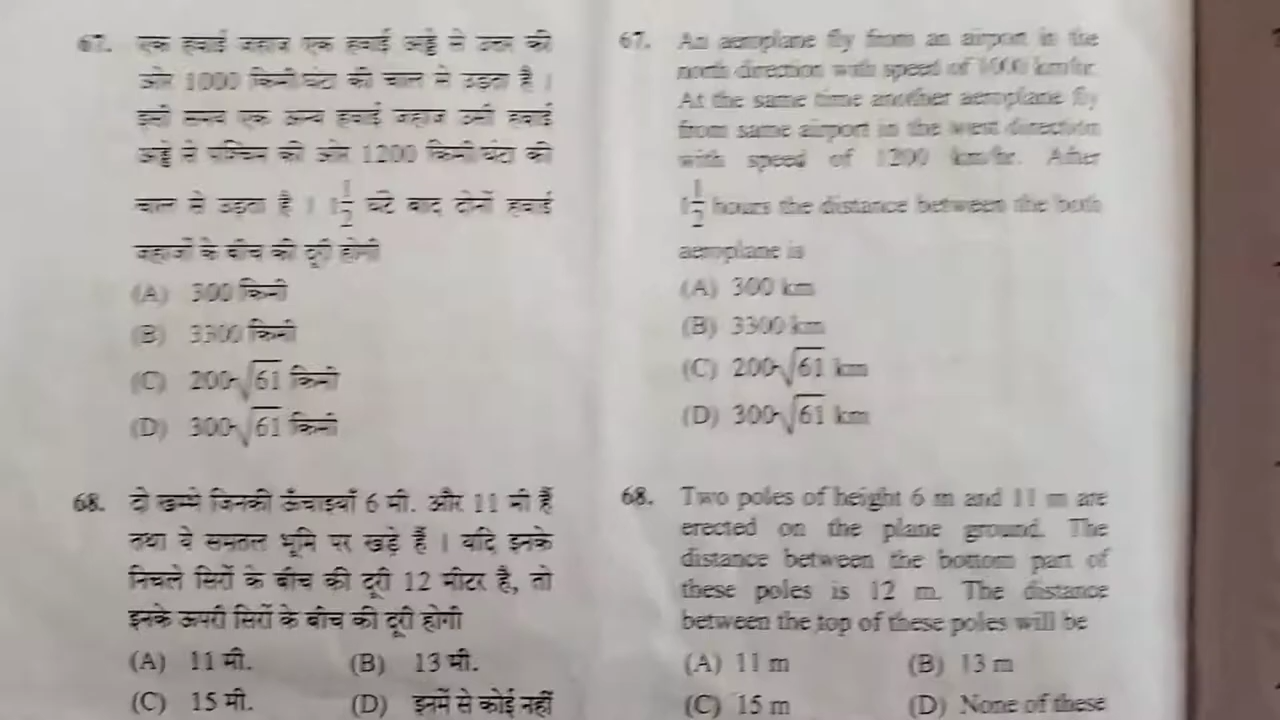 67. एक हवाई जहाज एक हवाई अड्डे से उत्तर की
ओर 1000 किमी/घंटा की चाल से उड़ता है ।
इसी समय एक अन्य हवाई जहाज उसी हवाई
अड्डे से पश्चिम की ओर 1200 किमी/घंटा की
चाल से उड़ता है । 1 1/2 घंटे बाद दोनों हवाई
जहाजों के बीच की दूरी होगी
(A) 300 किमी
(B) 3300 किमी
(C) 200√61 किमी
(D) 300√61 किमी
68. दो खम्भे जिनकी ऊँचाइयाँ 6 मी. और 11 मी हैं
तथा वे समतल भूमि पर खड़े हैं । यदि इनके
निचले सिरों के बीच की दूरी 12 मीटर है, तो
इनके ऊपरी सिरों के बीच की दूरी होगी
(A) 11 मी. (B) 13 मी.
(C) 15 मी. (D) इनमें से कोई नहीं
67. An aeroplane fly from an airport in the
north direction with speed of 1000 km/hr.
At the same time another aeroplane fly
from same airport in the west direction
with speed of 1200 km/hr. After
1 1/2 hours the distance between the both
aeroplane is
(A) 300 km
(B) 3300 km
(C) 200√61 km
(D) 300√61 km
68. Two poles of height 6 m and 11 m are
erected on the plane ground. The
distance between the bottom part of
these poles is 12 m. The distance
between the top of these poles will be
(A) 11 m (B) 13 m
(C) 15 m (D) None of these